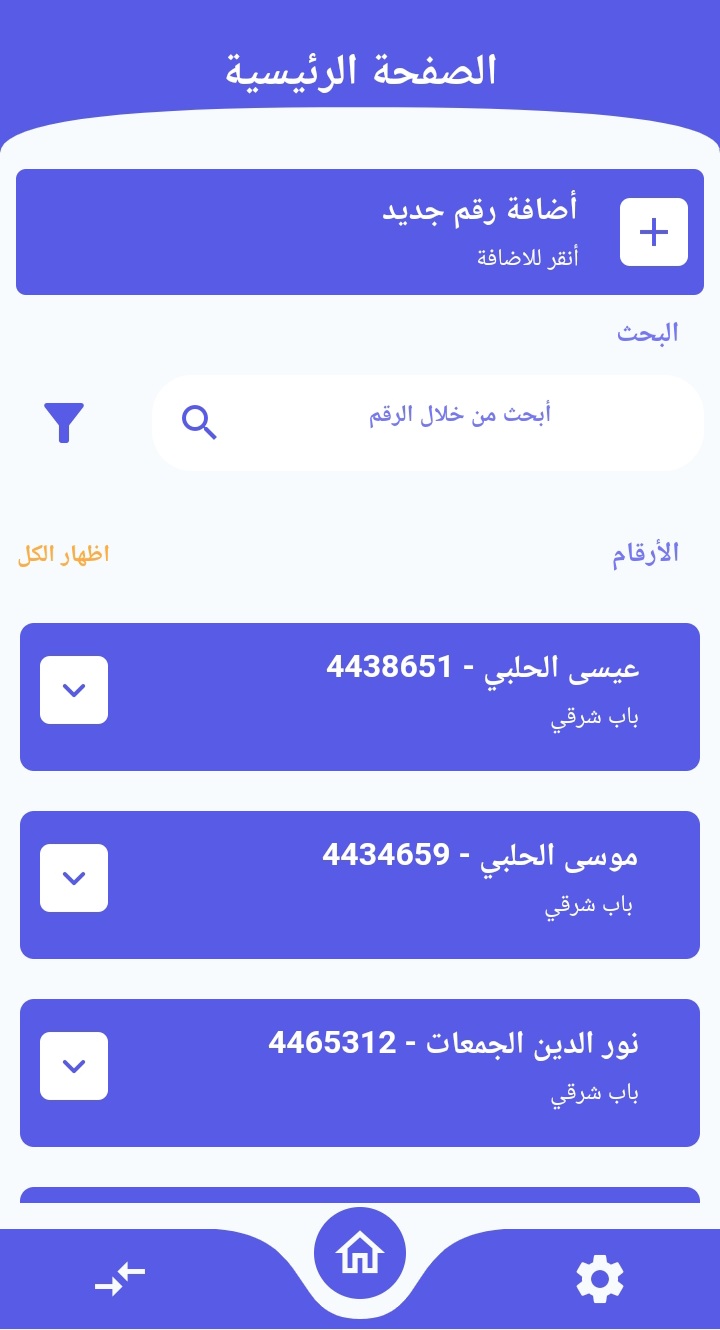 الصفحة الرئيسية
أضافة رقم جديد
أنقر للاضافة
البحث
أبحث من خلال الرقم
الأرقام
اظهار الكل
عيسى الحلبي - 4438651
باب شرقي
موسى الحلبي - 4434659
باب شرقي
نور الدين الجمعات - 4465312
باب شرقي